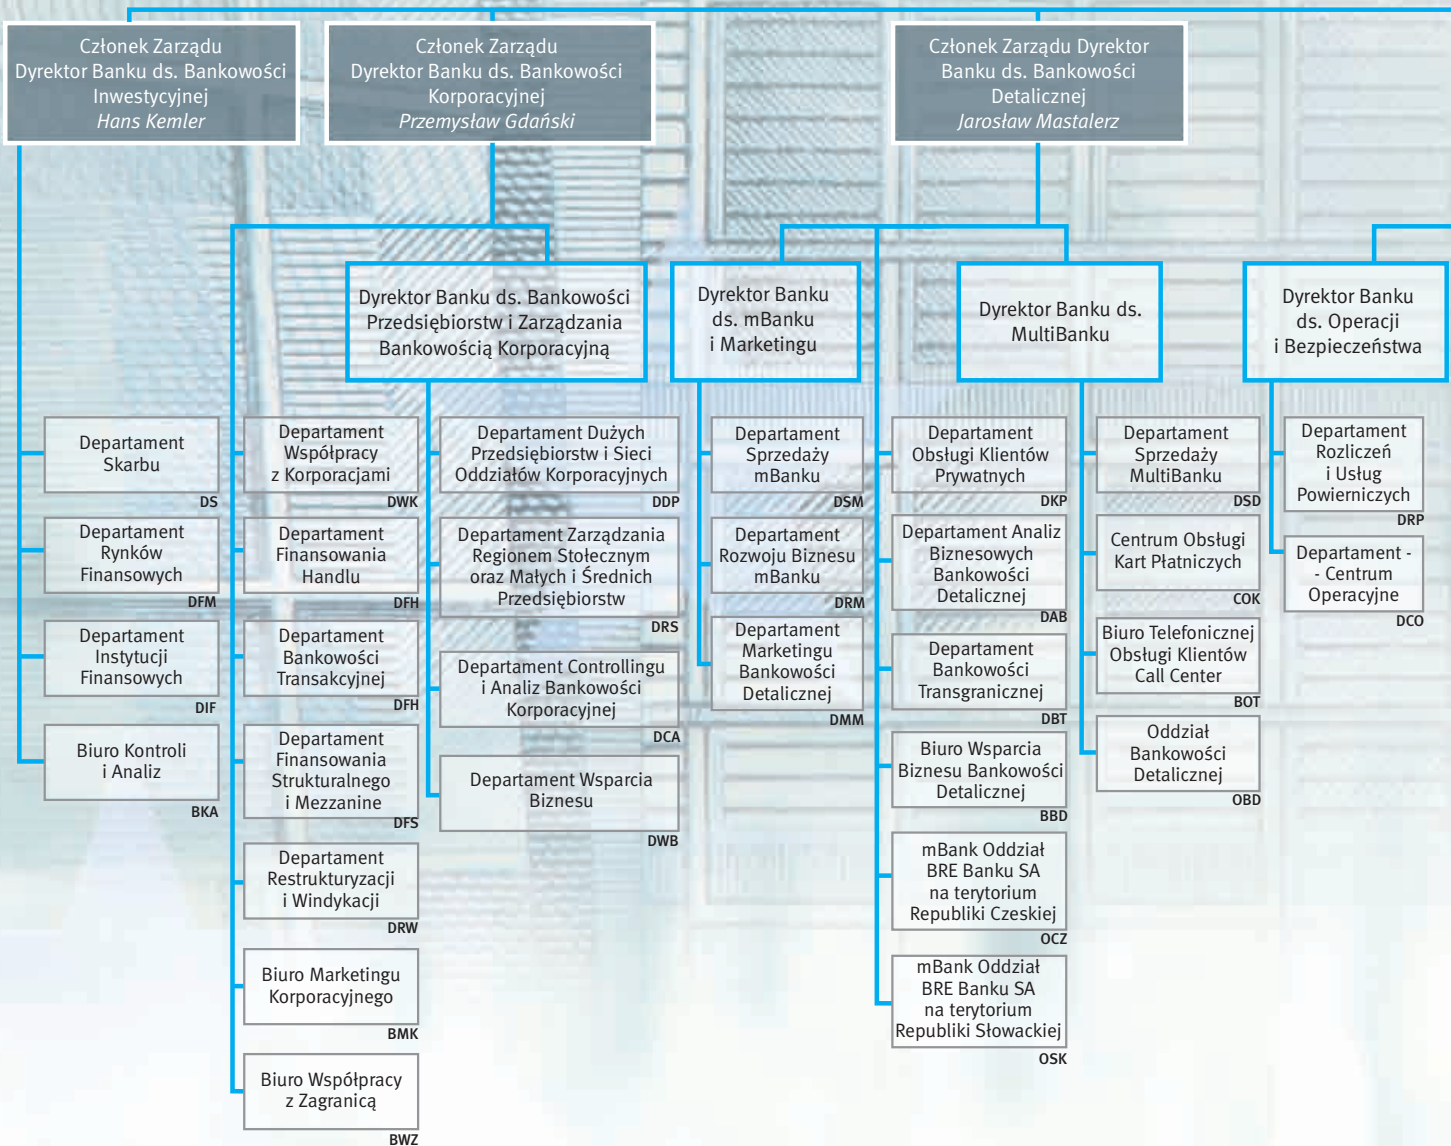 Członek Zarządu
Dyrektor Banku ds. Bankowości
Inwestycyjnej
Hans Kemler
Członek Zarządu
Dyrektor Banku ds. Bankowości
Korporacyjnej
Przemysław Gdański
Członek Zarządu Dyrektor
Banku ds. Bankowości
Detalicznej
Jarosław Mastalerz
Dyrektor Banku ds. Bankowości
Przedsiębiorstw i Zarządzania
Bankowością Korporacyjną
Dyrektor Banku
ds. mBanku
i Marketingu
Dyrektor Banku ds.
MultiBanku
Dyrektor Banku
ds. Operacji
i Bezpieczeństwa
Departament
Skarbu
DS
Departament
Rynków
Finansowych
DFM
Departament
Instytucji
Finansowych
DIF
Biuro Kontroli
i Analiz
BKA
Departament
Współpracy
z Korporacjami
DWK
Departament
Finansowania
Handlu
DFH
Departament
Bankowości
Transakcyjnej
DFH
Departament
Finansowania
Strukturalnego
i Mezzanine
DFS
Departament
Restrukturyzacji
i Windykacji
DRW
Biuro Marketingu
Korporacyjnego
BMK
Biuro Współpracy
z Zagranicą
BWZ
Departament Dużych
Przedsiębiorstw i Sieci
Oddziałów Korporacyjnych
DDP
Departament Zarządzania
Regionem Stołecznym
oraz Małych i Średnich
Przedsiębiorstw
DRS
Departament Controllingu
i Analiz Bankowości
Korporacyjnej
DCA
Departament Wsparcia
Biznesu
DWB
Departament
Sprzedaży
mBanku
DSM
Departament
Rozwoju Biznesu
mBanku
DRM
Departament
Marketingu
Bankowości
Detalicznej
DMM
Departament
Obsługi Klientów
Prywatnych
DKP
Departament Analiz
Biznesowych
Bankowości
Detalicznej
DAB
Departament
Bankowości
Transgranicznej
DBT
Biuro Wsparcia
Biznesu Bankowości
Detalicznej
BBD
mBank Oddział
BRE Banku SA
na terytorium
Republiki Czeskiej
OCZ
mBank Oddział
BRE Banku SA
na terytorium
Republiki Słowackiej
OSK
Departament
Sprzedaży
MultiBanku
DSD
Centrum Obsługi
Kart Płatniczych
COK
Biuro Telefonicznej
Obsługi Klientów
Call Center
BOT
Oddział
Bankowości
Detalicznej
OBD
Departament
Rozliczeń
i Usług
Powierniczych
DRP
Departament -
- Centrum
Operacyjne
DCO